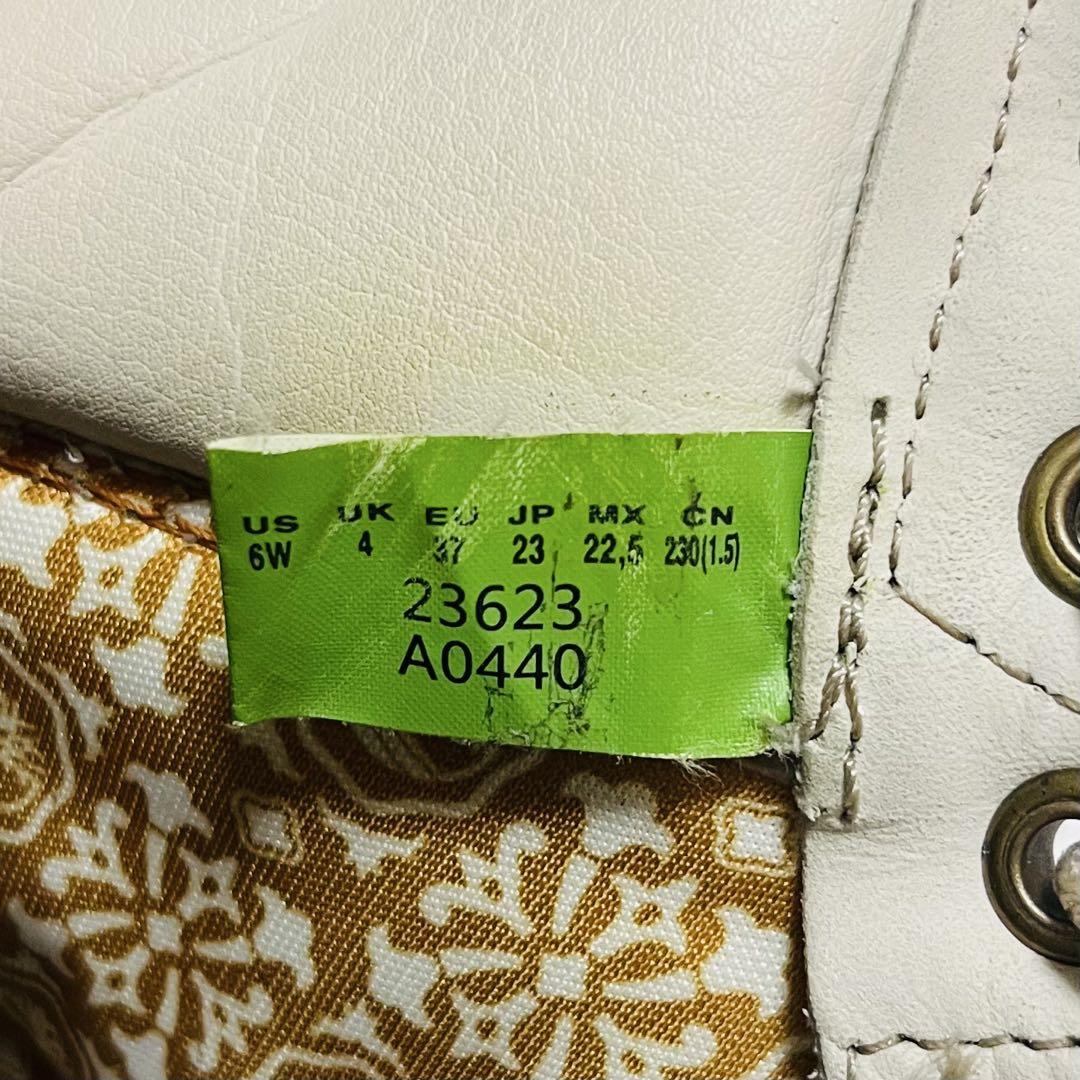 US UK EU JP MX CN
6W 4 37 23 22,5 230(1.5)
23623
A0440